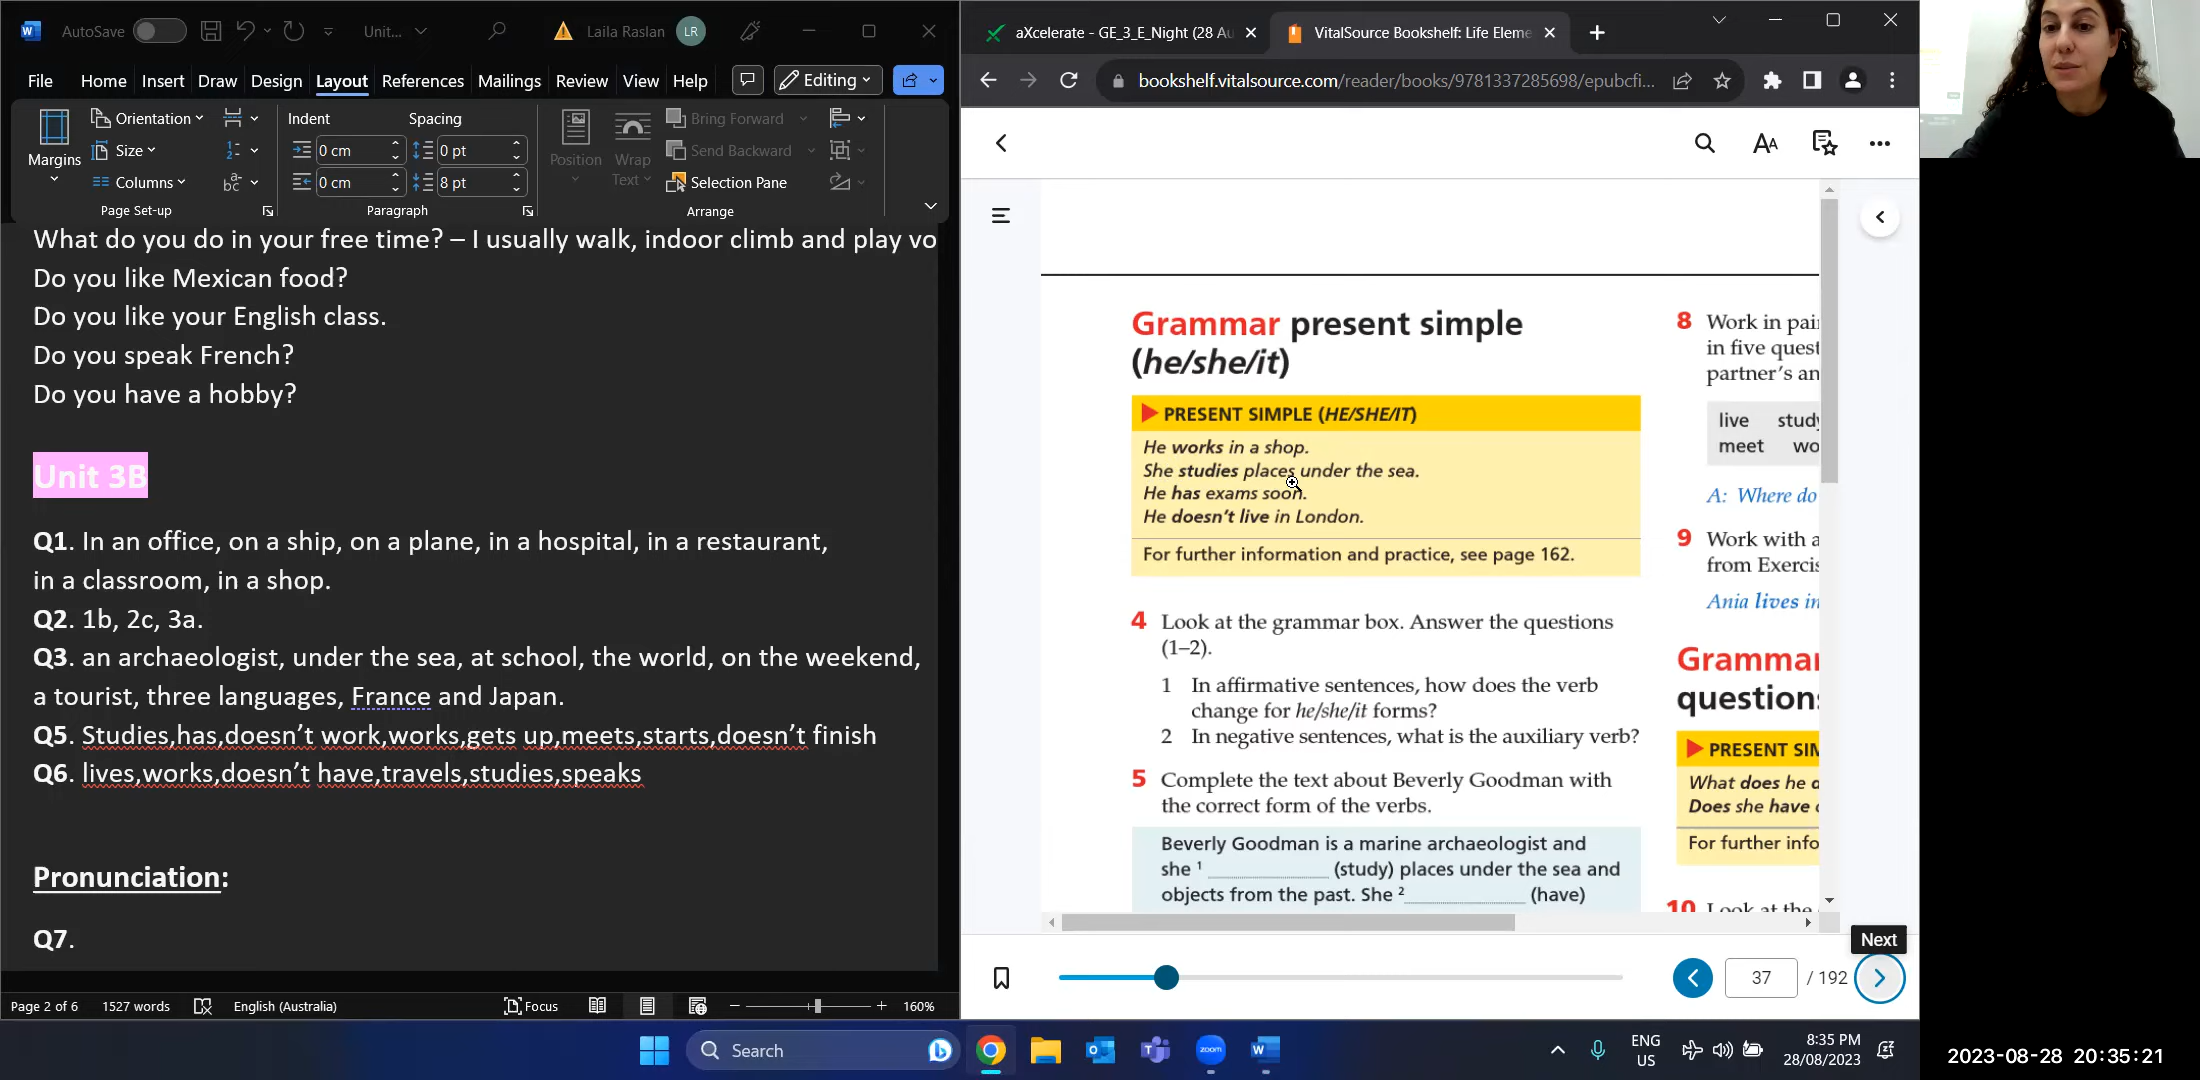 AutoSave
Unit...
Laila Raslan
LR
File Home Insert Draw Design Layout References Mailings Review View Help
Editing
Margins
Orientation
Size
Columns
Page Set-up
Indent
Spacing
0 cm
0 pt
0 cm
8 pt
Paragraph
Position
Wrap
Text
Bring Forward
Send Backward
Selection Pane
Arrange
What do you do in your free time? – I usually walk, indoor climb and play vo
Do you like Mexican food?
Do you like your English class.
Do you speak French?
Do you have a hobby?
Unit 3B
Q1. In an office, on a ship, on a plane, in a hospital, in a restaurant,
in a classroom, in a shop.
Q2. 1b, 2c, 3a.
Q3. an archaeologist, under the sea, at school, the world, on the weekend,
a tourist, three languages, France and Japan.
Q5. Studies,has,doesn't work,works,gets up,meets,starts,doesn't finish
Q6. lives,works,doesn't have,travels,studies,speaks
Pronunciation:
Q7.
Page 2 of 6
1527 words
English (Australia)
Focus
160%
aXcelerate - GE_3_E_Night (28 Au
VitalSource Bookshelf: Life Eleme
bookshelf.vitalsource.com/reader/books/9781337285698/epubcfi...
AA
Grammar present simple
(he/she/it)
PRESENT SIMPLE (HE/SHE/IT)
He works in a shop.
She studies places under the sea.
He has exams soon.
He doesn't live in London.
For further information and practice, see page 162.
4 Look at the grammar box. Answer the questions
(1–2).
1 In affirmative sentences, how does the verb
change for he/she/it forms?
2 In negative sentences, what is the auxiliary verb?
5 Complete the text about Beverly Goodman with
the correct form of the verbs.
Beverly Goodman is a marine archaeologist and
she 1 ____________ (study) places under the sea and
objects from the past. She 2 ____________ (have)
8 Work in pai
in five quest
partner's an
live study
meet wo
A: Where do
9 Work with a
from Exercis
Ania lives in
Grammar
question
PRESENT SIM
What does he d
Does she have
For further info
10 Look at the
Next
37
/ 192
Search
zoom
ENG
US
8:35 PM
28/08/2023
2023-08-28 20:35:21